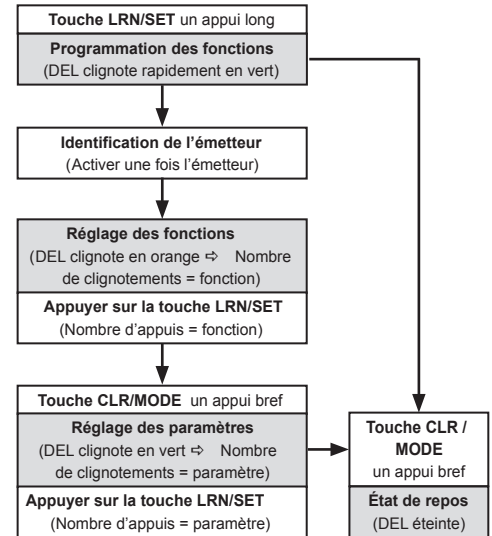 Touche LRN/SET un appui long
Programmation des fonctions
(DEL clignote rapidement en vert)
Identification de l’émetteur
(Activer une fois l’émetteur)
Réglage des fonctions
(DEL clignote en orange ⇨ Nombre
de clignotements = fonction)
Appuyer sur la touche LRN/SET
(Nombre d’appuis = fonction)
Touche CLR/MODE un appui bref
Réglage des paramètres
(DEL clignote en vert ⇨ Nombre
de clignotements = paramètre)
Appuyer sur la touche LRN/SET
(Nombre d’appuis = paramètre)
Touche CLR /
MODE
un appui bref
État de repos
(DEL éteinte)